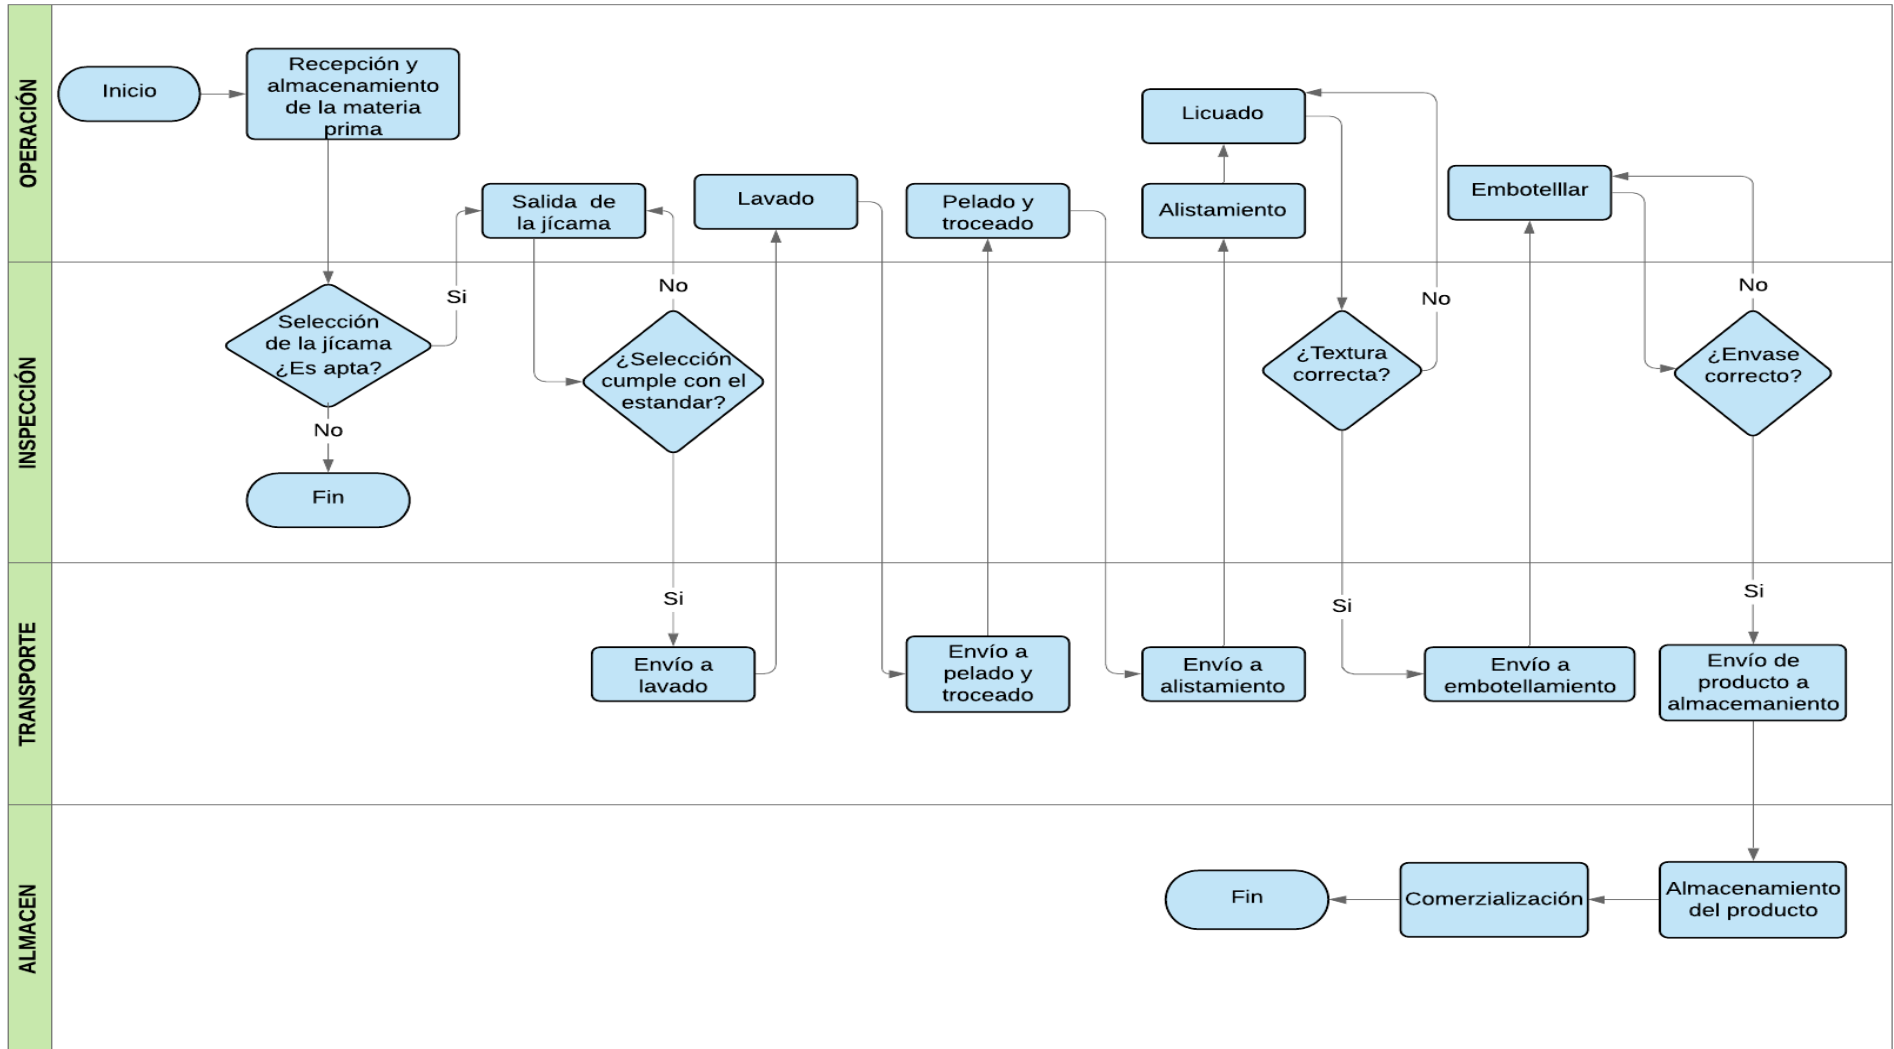 OPERACIÓN
Inicio
Recepción y
almacenamiento
de la materia
prima
Salida de
la jícama
Lavado
Pelado y
troceado
Licuado
Alistamiento
Embotelllar
INSPECCIÓN
Selección
de la jícama
¿Es apta?
Si
No
Fin
¿Selección
cumple con el
estandar?
No
Si
¿Textura
correcta?
No
Si
¿Envase
correcto?
No
Si
TRANSPORTE
Envío a
lavado
Envío a
pelado y
troceado
Envío a
alistamiento
Envío a
embotellamiento
Envío de
producto a
almacemaniento
ALMACEN
Fin
Comerzialización
Almacenamiento
del producto